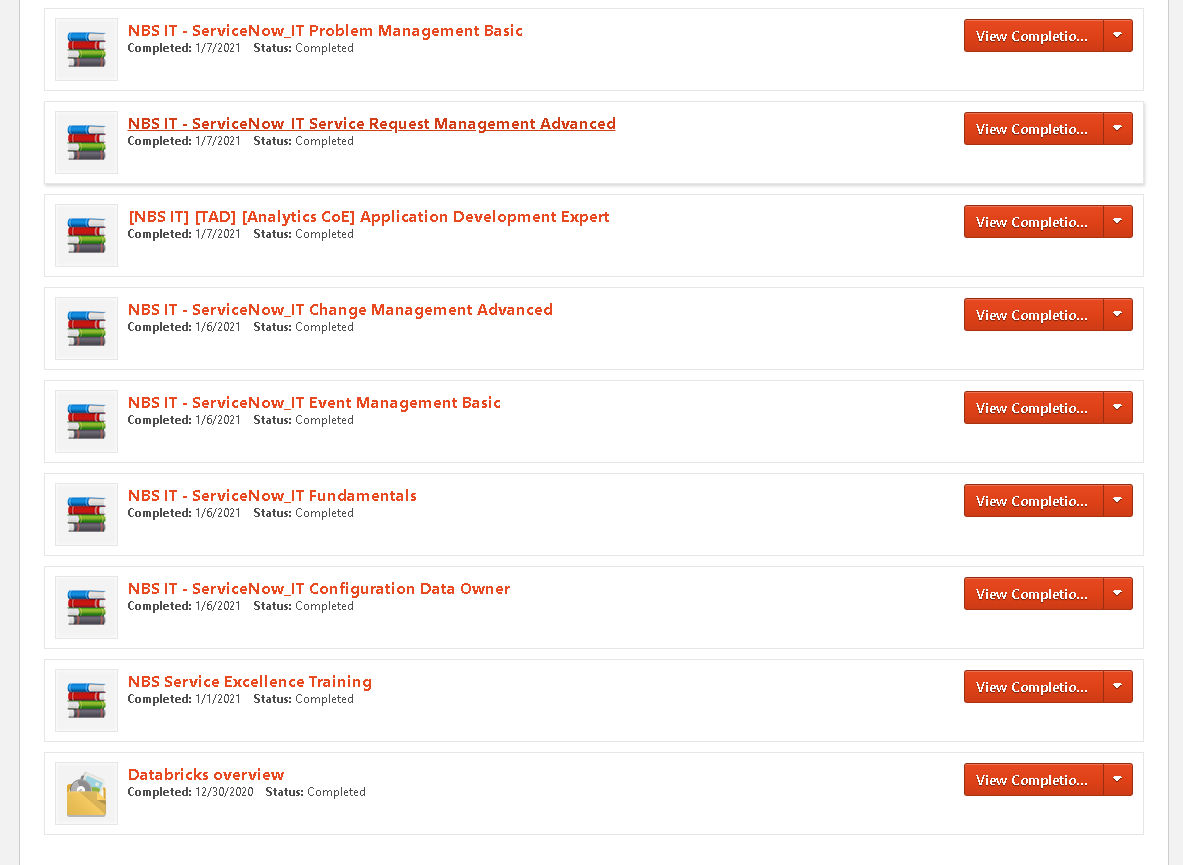 NBS IT - ServiceNow_IT Problem Management Basic
Completed: 1/7/2021 Status: Completed
View Completio...
NBS IT - ServiceNow_IT Service Request Management Advanced
Completed: 1/7/2021 Status: Completed
View Completio...
[NBS IT] [TAD] [Analytics CoE] Application Development Expert
Completed: 1/7/2021 Status: Completed
View Completio...
NBS IT - ServiceNow_IT Change Management Advanced
Completed: 1/6/2021 Status: Completed
View Completio...
NBS IT - ServiceNow_IT Event Management Basic
Completed: 1/6/2021 Status: Completed
View Completio...
NBS IT - ServiceNow_IT Fundamentals
Completed: 1/6/2021 Status: Completed
View Completio...
NBS IT - ServiceNow_IT Configuration Data Owner
Completed: 1/6/2021 Status: Completed
View Completio...
NBS Service Excellence Training
Completed: 1/1/2021 Status: Completed
View Completio...
Databricks overview
Completed: 12/30/2020 Status: Completed
View Completio...